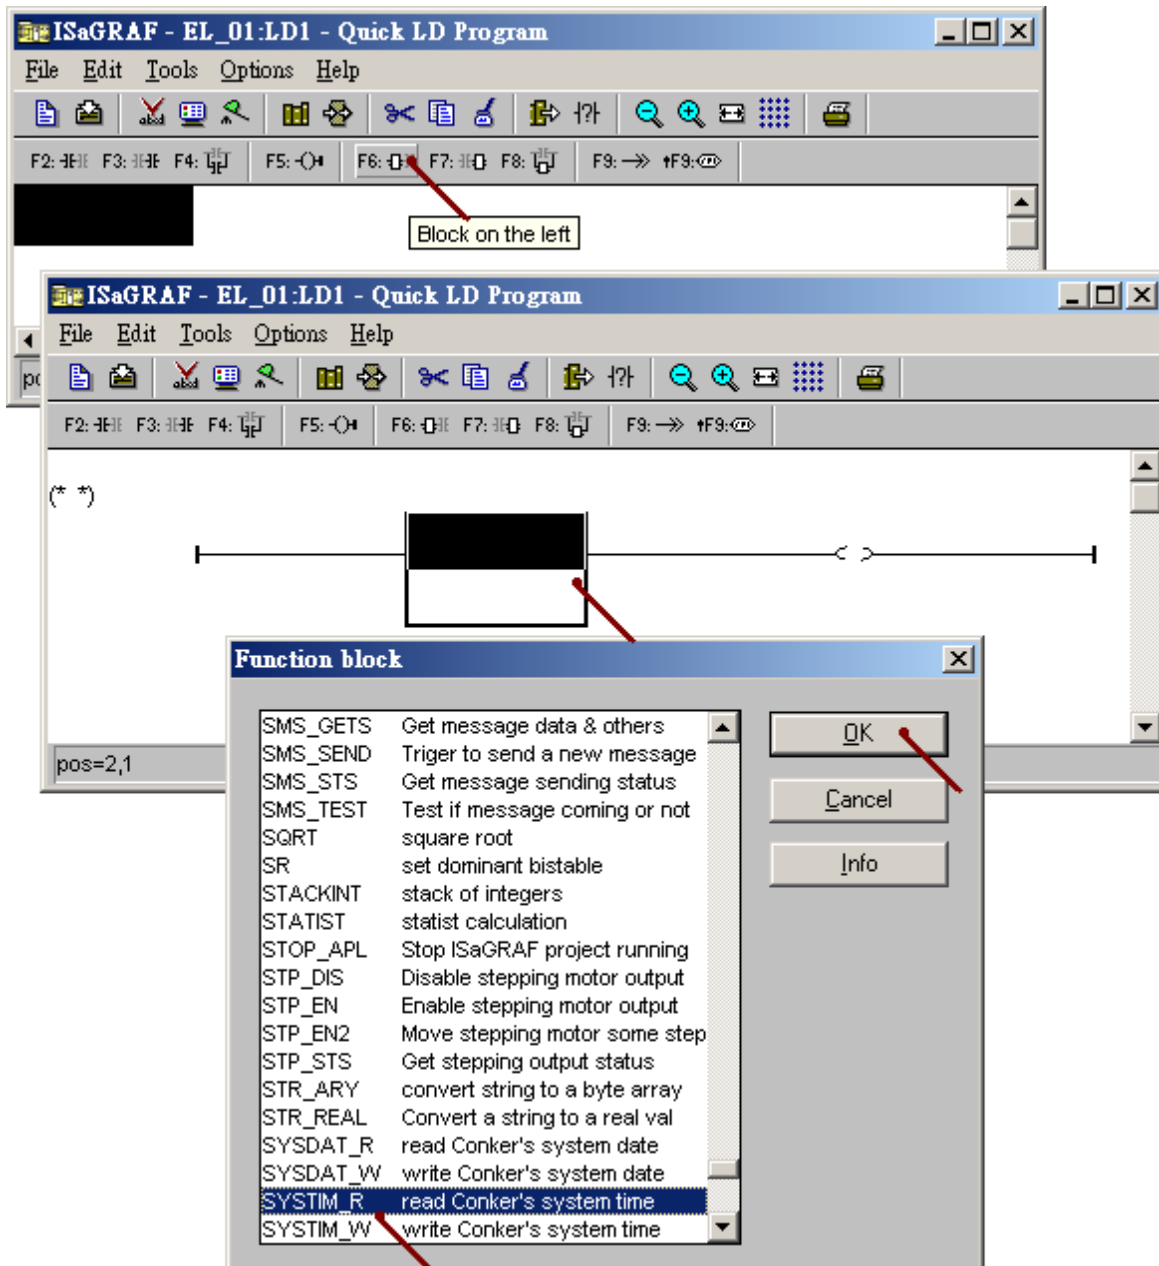 ISaGRAF - EL_01:LD1 - Quick LD Program
File Edit Tools Options Help
F2: F3: F4: F5: F6: F7: F8: F9: F9:
Block on the left
ISaGRAF - EL_01:LD1 - Quick LD Program
File Edit Tools Options Help
F2: F3: F4: F5: F6: F7: F8: F9: F9:
(* *)
Function block
SMS_GETS Get message data & others
OK
SMS_SEND Triger to send a new message
SMS_STS Get message sending status
pos=2,1
Cancel
SMS_TEST Test if message coming or not
SQRT square root
SR set dominant bistable
Info
STACKINT stack of integers
STATIST statist calculation
STOP_APL Stop ISaGRAF project running
STP_DIS Disable stepping motor output
STP_EN Enable stepping motor output
STP_EN2 Move stepping motor some step
STP_STS Get stepping output status
STR_ARY convert string to a byte array
STR_REAL Convert a string to a real val
SYSDAT_R read Conker's system date
SYSDAT_W write Conker's system date
SYSTIM_R read Conker's system time
SYSTIM_W write Conker's system time